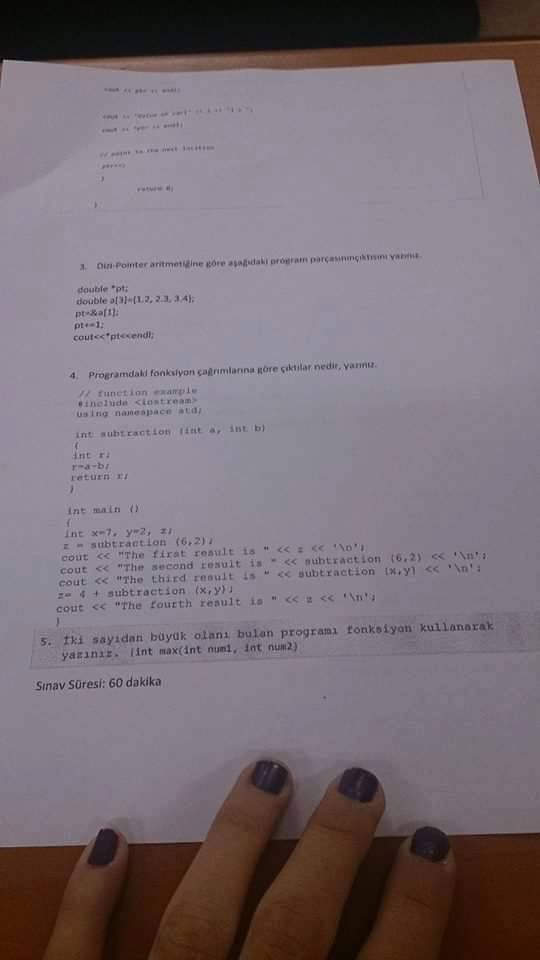 cout << ptr << endl;
cout << "Value of var[" << i << "] = ";
cout << *ptr << endl;
// point to the next location
ptr++;
}
return 0;
}
3. Dizi-Pointer aritmetiğine göre aşağıdaki program parçasınınçıktısını yazınız.
double *pt;
double a[3]={1.2, 2.3, 3.4};
pt=&a[1];
pt+=1;
cout<<*pt<<endl;
4. Programdaki fonksiyon çağrımlarına göre çıktılar nedir, yazınız.
// function example
#include <iostream>
using namespace std;
int subtraction (int a, int b)
{
int r;
r=a-b;
return r;
}
int main ()
{
int x=7, y=2, z;
z = subtraction (6,2);
cout << "The first result is " << z << '\n';
cout << "The second result is " << subtraction (6,2) << '\n';
cout << "The third result is " << subtraction (x,y) << '\n';
z= 4 + subtraction (x,y);
cout << "The fourth result is " << z << '\n';
}
5. İki sayıdan büyük olanı bulan programı fonksiyon kullanarak
yazınız. (int max(int num1, int num2)
Sınav Süresi: 60 dakika